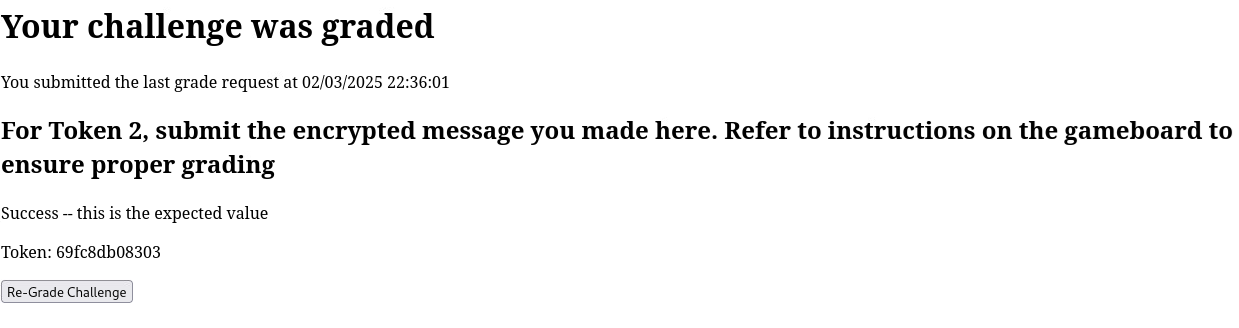 Your challenge was graded
You submitted the last grade request at 02/03/2025 22:36:01
For Token 2, submit the encrypted message you made here. Refer to instructions on the gameboard to
ensure proper grading
Success -- this is the expected value
Token: 69fc8db08303
Re-Grade Challenge